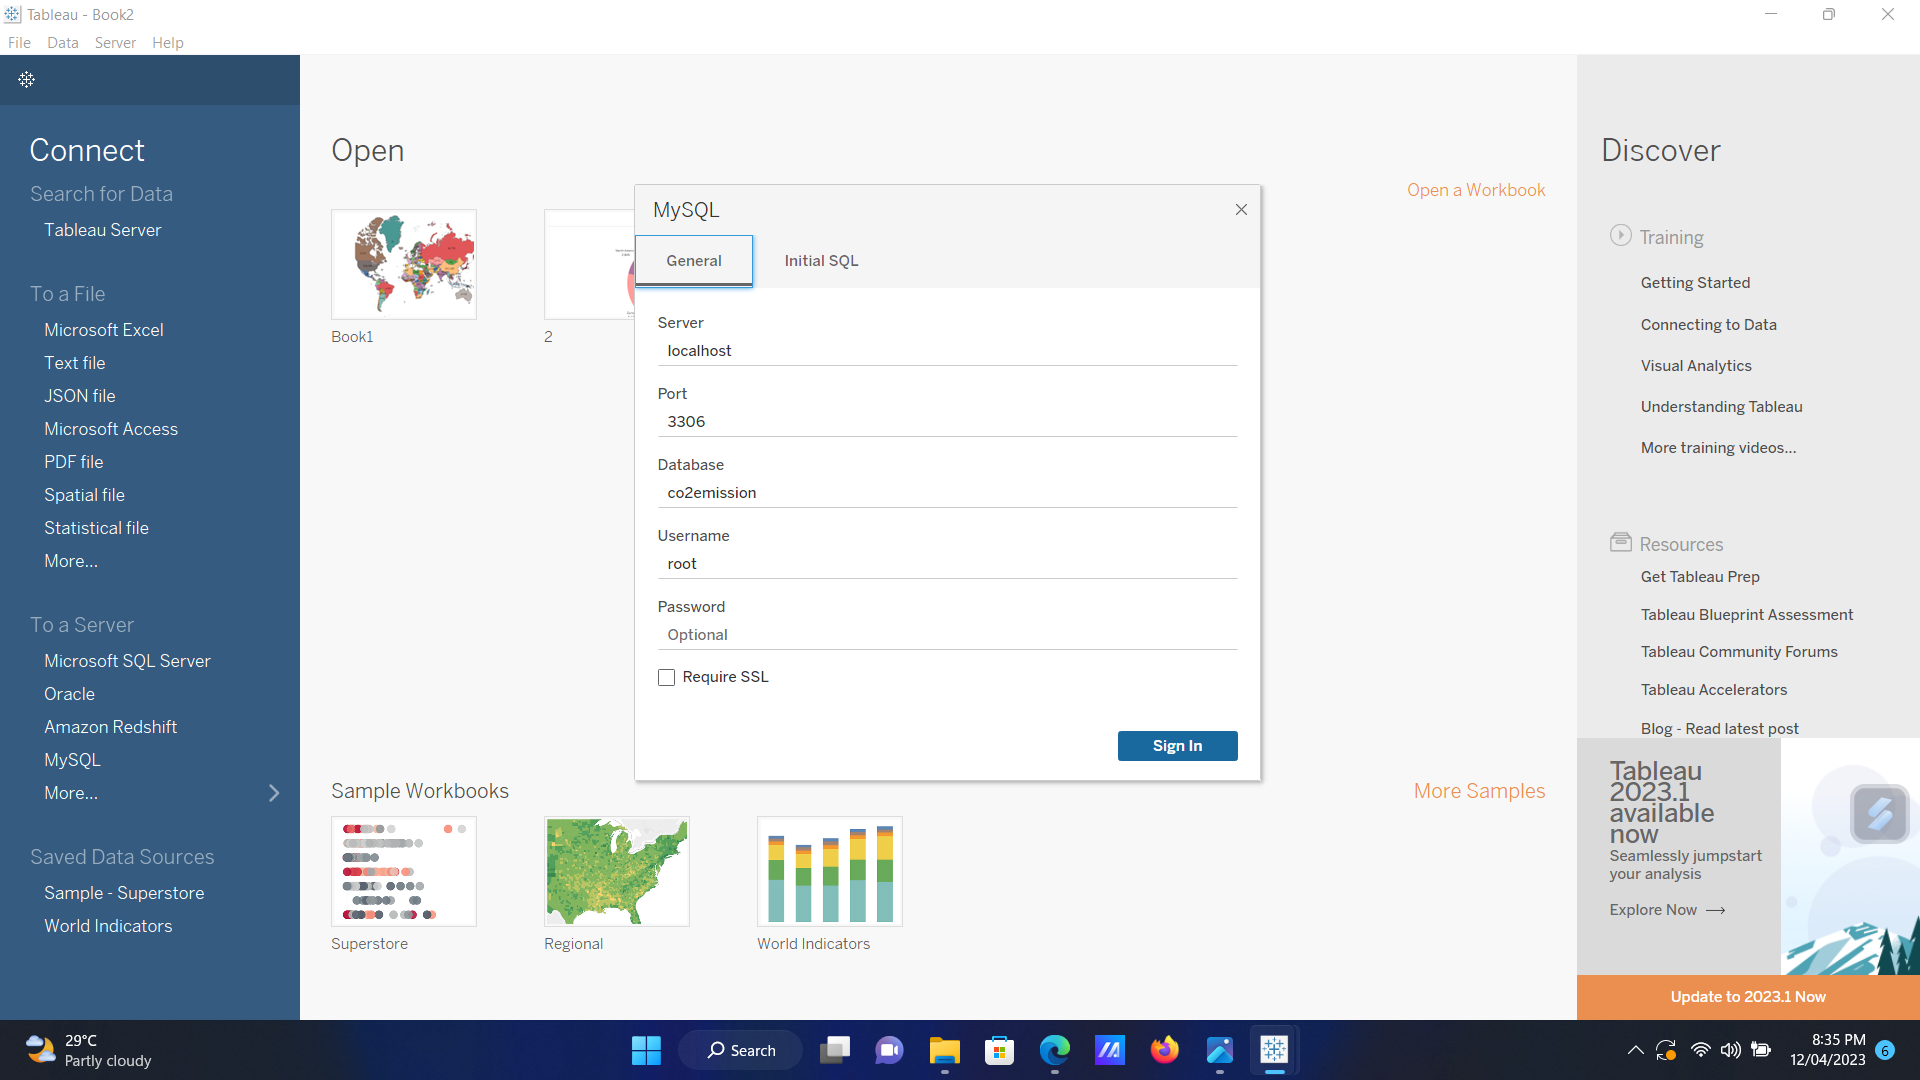 Tableau - Book2
File Data Server Help
Connect
Search for Data
Tableau Server
To a File
Microsoft Excel
Text file
JSON file
Microsoft Access
PDF file
Spatial file
Statistical file
More...
To a Server
Microsoft SQL Server
Oracle
Amazon Redshift
MySQL
More...
Saved Data Sources
Sample - Superstore
World Indicators
Open
Open a Workbook
Book1
2
MySQL
General
Initial SQL
Server
localhost
Port
3306
Database
co2emission
Username
root
Password
Optional
Require SSL
Sign In
Sample Workbooks
More Samples
Superstore
Regional
World Indicators
Discover
Training
Getting Started
Connecting to Data
Visual Analytics
Understanding Tableau
More training videos...
Resources
Get Tableau Prep
Tableau Blueprint Assessment
Tableau Community Forums
Tableau Accelerators
Blog - Read latest post
Tableau
2023.1
available
now
Seamlessly jumpstart
your analysis
Explore Now
Update to 2023.1 Now
29°C
Partly cloudy
Search
8:35 PM
12/04/2023
6